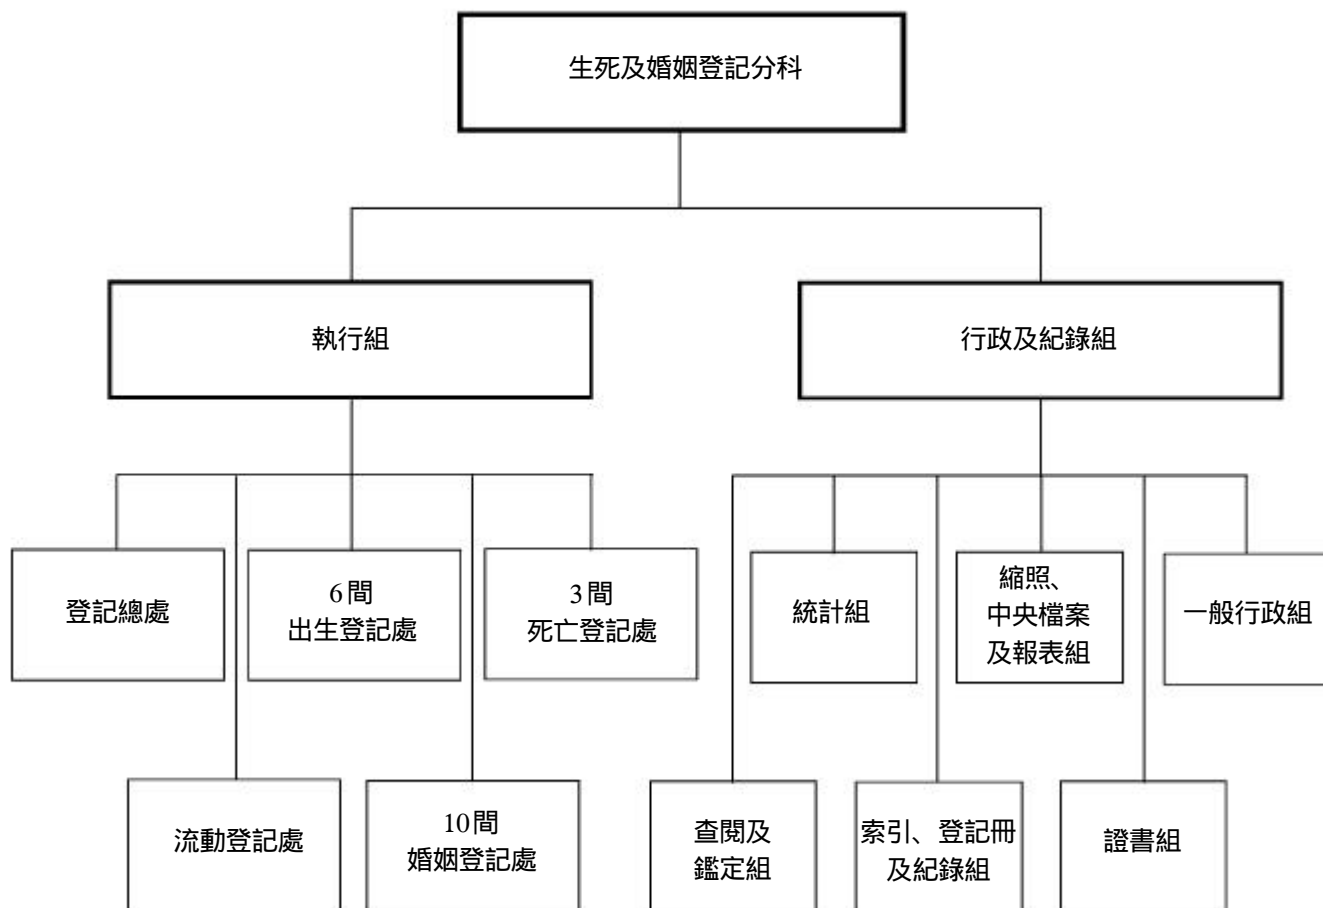 生死及婚姻登記分科
執行組
行政及紀錄組
登記總處
6間
出生登記處
3間
死亡登記處
統計組
縮照、
中央檔案
及報表組
一般行政組
流動登記處
10間
婚姻登記處
查閱及
鑑定組
索引、登記冊
及紀錄組
證書組